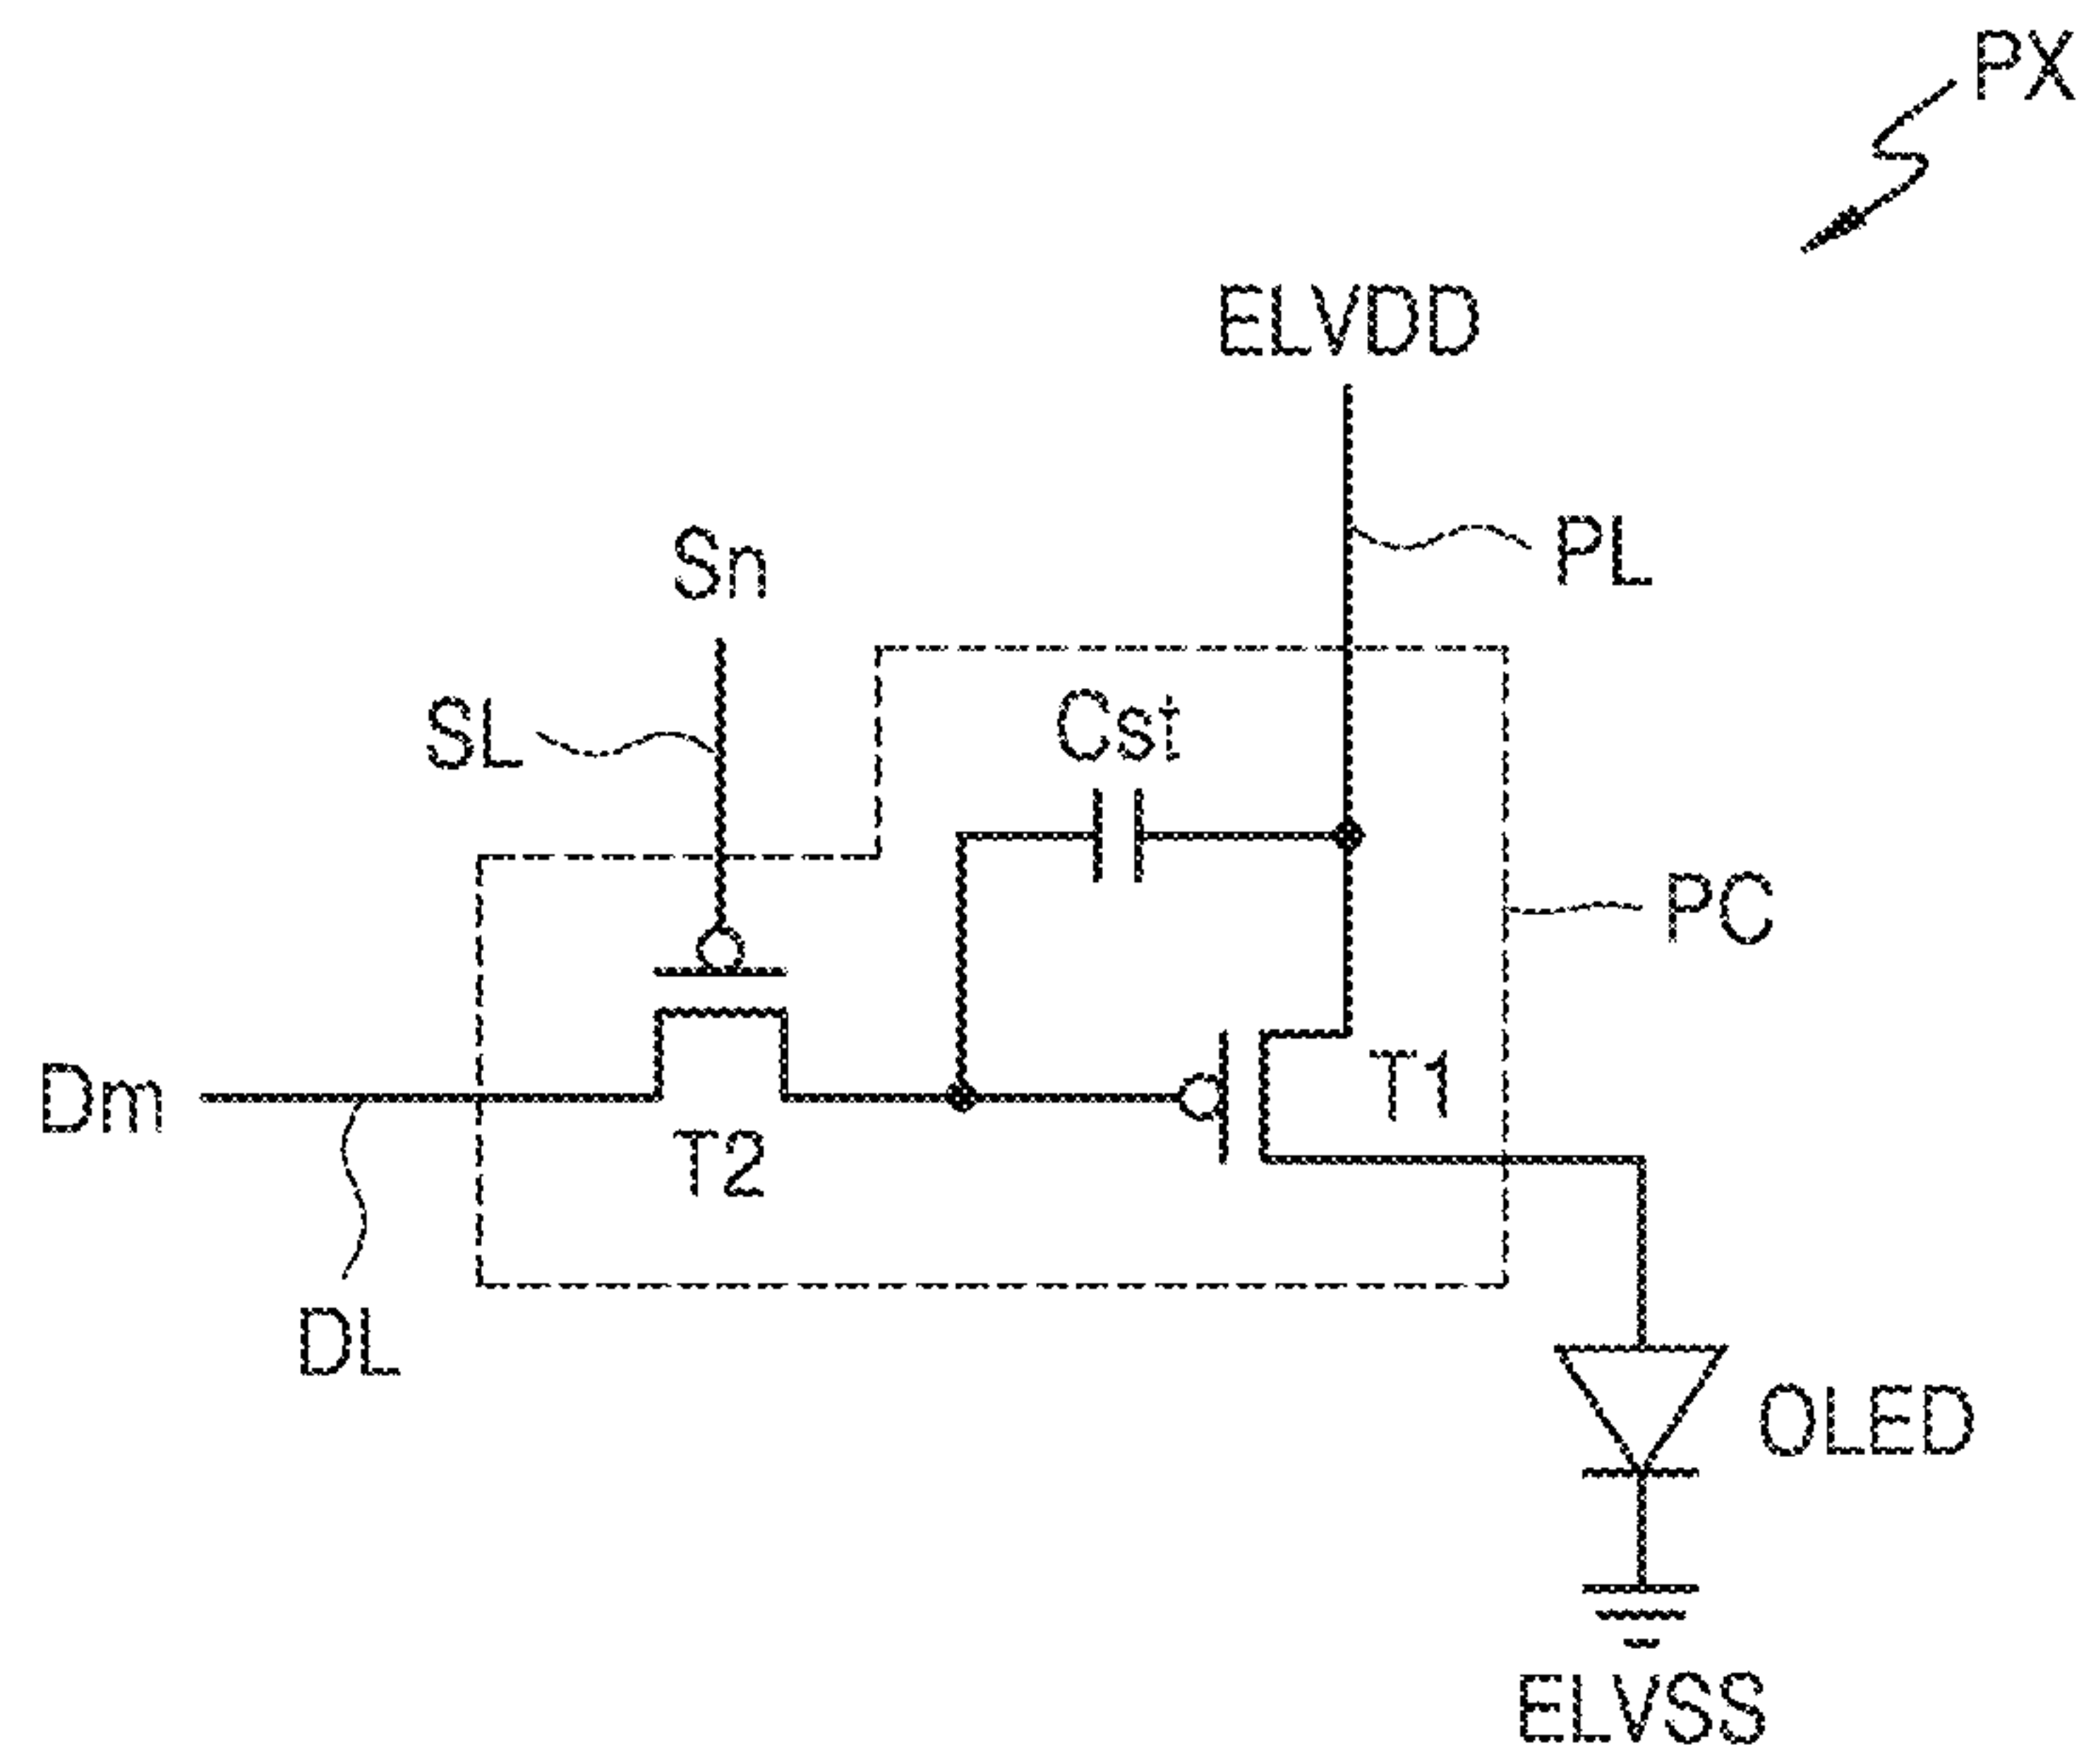 PX
ELVDD
Sn
PL
SL
Cst
PC
Dm
T1
T2
DL
OLED
ELVSS